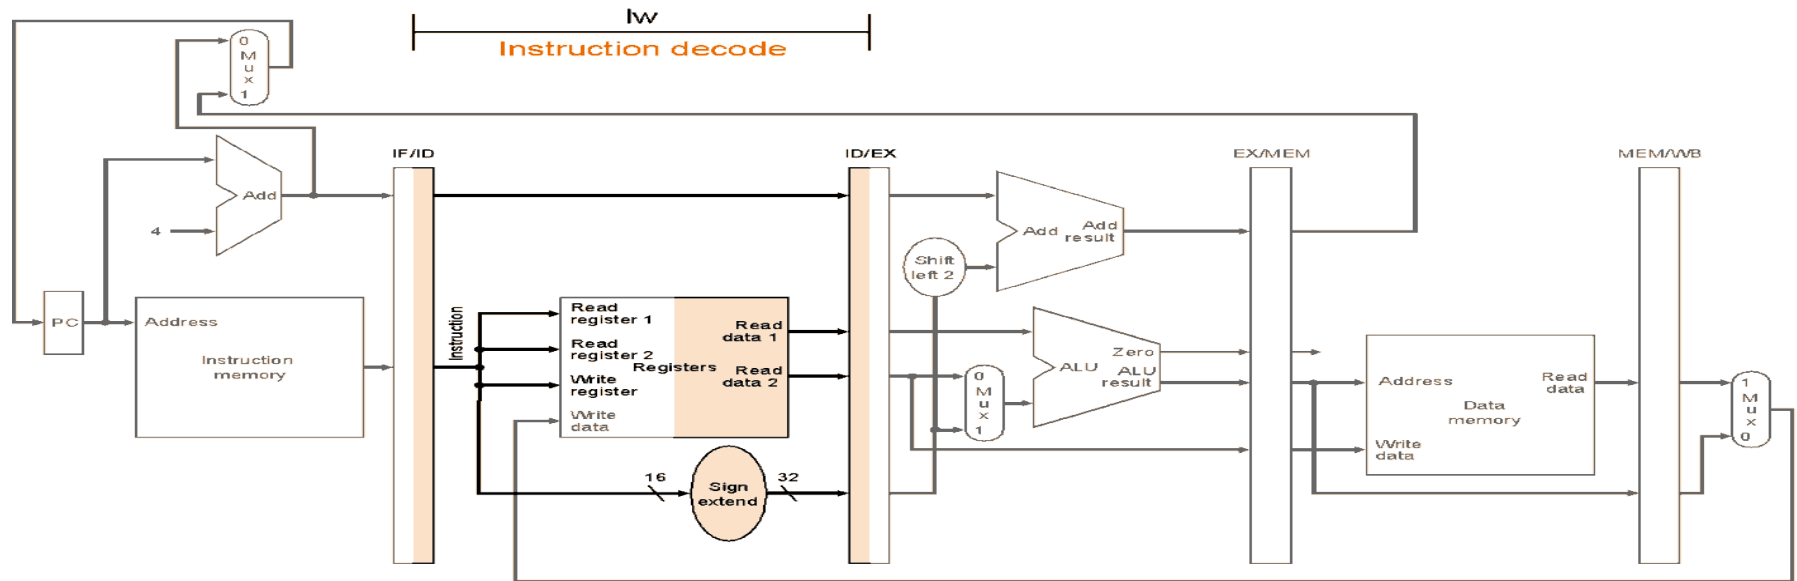 lw
Instruction decode
0
M
u
x
1
IF/ID
ID/EX
EX/MEM
MEM/WB
Add
4
Add
Add
result
Shift
left 2
PC
Address
Instruction
memory
Instruction
Read
register 1
Read
register 2
Write
register
Write
data
Registers
Read
data 1
Read
data 2
16
Sign
extend
32
0
M
u
x
1
Zero
ALU
ALU
result
Address
Write
data
Data
memory
Read
data
1
M
u
x
0